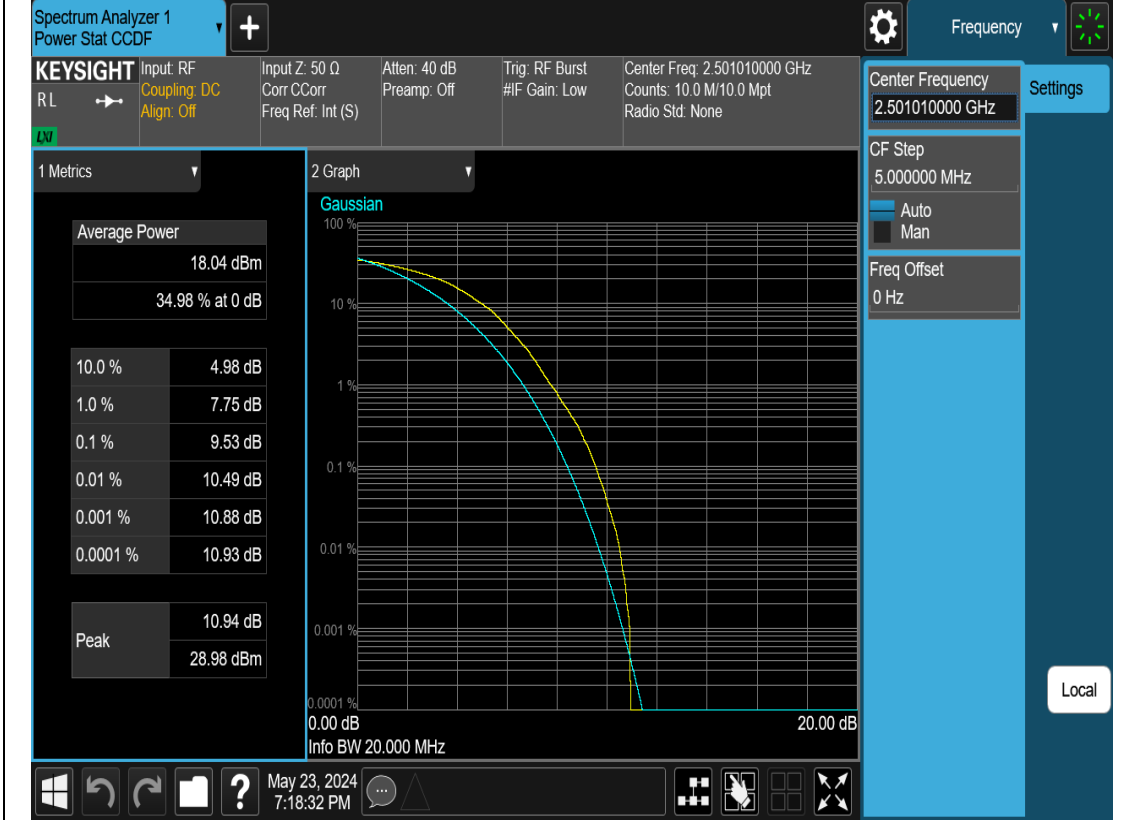 Spectrum Analyzer 1
Power Stat CCDF
Frequency
KEYSIGHT
RL
LXI
Input: RF
Coupling: DC
Align: Off
Input Z: 50 Ω
Corr CCorr
Freq Ref: Int (S)
Atten: 40 dB
Preamp: Off
Trig: RF Burst
#IF Gain: Low
Center Freq: 2.501010000 GHz
Counts: 10.0 M/10.0 Mpt
Radio Std: None
Center Frequency
2.501010000 GHz
Settings
CF Step
5.000000 MHz
Auto
Man
Freq Offset
0 Hz
Local
1 Metrics
Average Power
18.04 dBm
34.98 % at 0 dB
10.0 % 4.98 dB
1.0 % 7.75 dB
0.1 % 9.53 dB
0.01 % 10.49 dB
0.001 % 10.88 dB
0.0001 % 10.93 dB
Peak
10.94 dB
28.98 dBm
2 Graph
Gaussian
100 %
10 %
1 %
0.1 %
0.01 %
0.001 %
0.0001 %
0.00 dB 20.00 dB
Info BW 20.000 MHz
?
May 23, 2024
7:18:32 PM